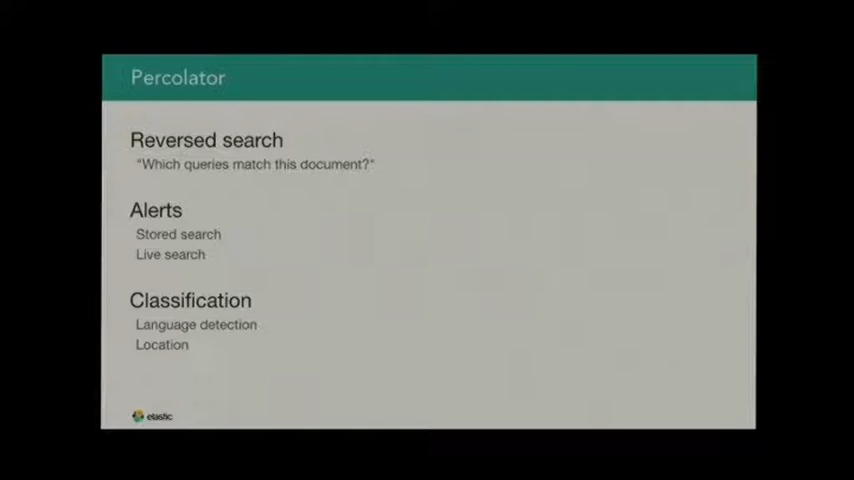 Percolator
Reversed search
"Which queries match this document?"
Alerts
Stored search
Live search
Classification
Language detection
Location
elastic